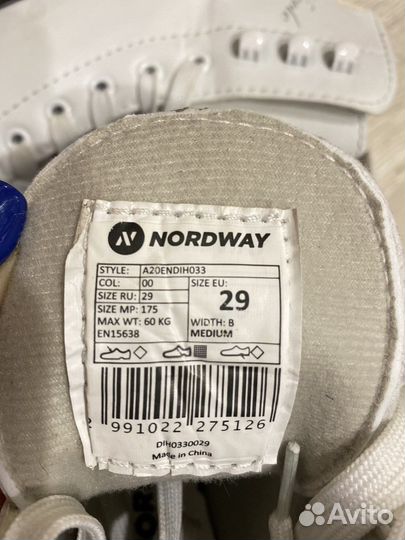 NORDWAY
STYLE: A20ENDIH033
COL: 00
SIZE RU: 29
SIZE MP: 175
MAX WT: 60 KG
EN15638
SIZE EU:
29
WIDTH: B
MEDIUM
2 991022 275126
DIH0330029
Made in China
NORDWAY
Avito